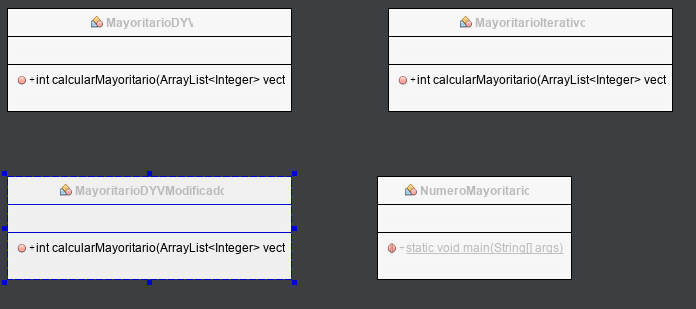 MayoritarioDYV
MayoritarioIterativo
+int calcularMayoritario(ArrayList<Integer> vect
+int calcularMayoritario(ArrayList<Integer> vect
MayoritarioDYVModificado
NumeroMayoritario
+int calcularMayoritario(ArrayList<Integer> vect
+static void main(String[] args)